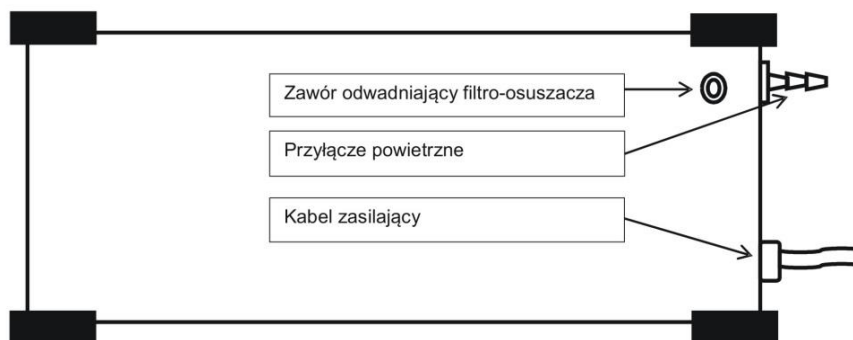 Zawór odwadniający filtro-osuszacza
Przyłącze powietrzne
Kabel zasilający